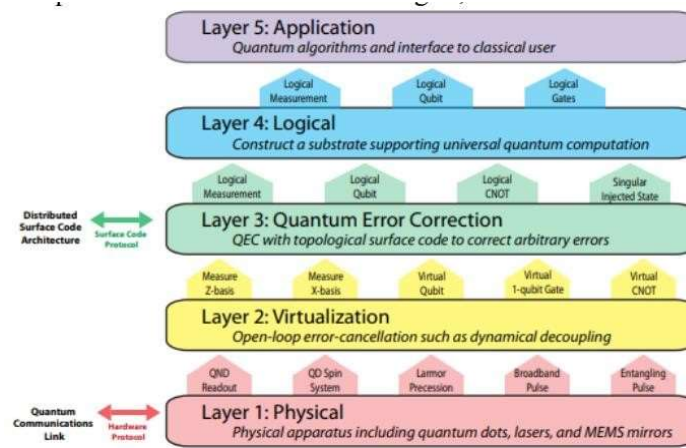 Layer 5: Application
Quantum algorithms and interface to classical user
Logical Measurement
Logical Qubit
Logical Gates
Layer 4: Logical
Construct a substrate supporting universal quantum computation
Logical Measurement
Logical Qubit
Logical CNOT
Singular Injected State
Distributed Surface Code Architecture
Surface Code Protocol
Layer 3: Quantum Error Correction
QEC with topological surface code to correct arbitrary errors
Measure Z-basis
Measure X-basis
Virtual Qubit
Virtual 1-qubit Gate
Virtual CNOT
Layer 2: Virtualization
Open-loop error-cancellation such as dynamical decoupling
QND Readout
QD Spin System
Larmor Precession
Broadband Pulse
Entangling Pulse
Quantum Communications Link
Hardware Protocol
Layer 1: Physical
Physical apparatus including quantum dots, lasers, and MEMS mirrors